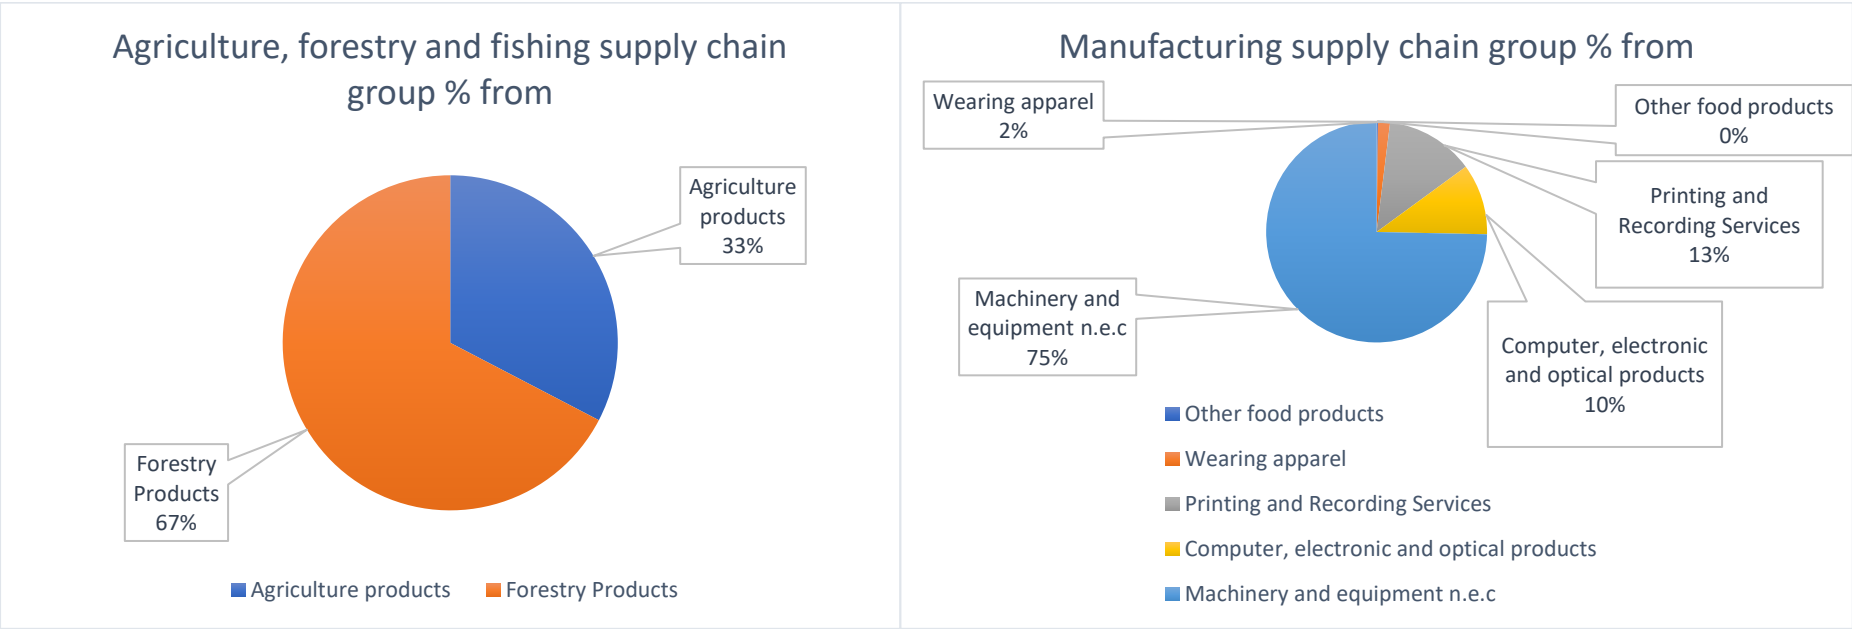 Agriculture, forestry and fishing supply chain
group % from
Agriculture
products
33%
Forestry
Products
67%
Agriculture products
Forestry Products
Manufacturing supply chain group % from
Wearing apparel
2%
Other food products
0%
Printing and
Recording Services
13%
Machinery and
equipment n.e.c
75%
Computer, electronic
and optical products
10%
Other food products
Wearing apparel
Printing and Recording Services
Computer, electronic and optical products
Machinery and equipment n.e.c